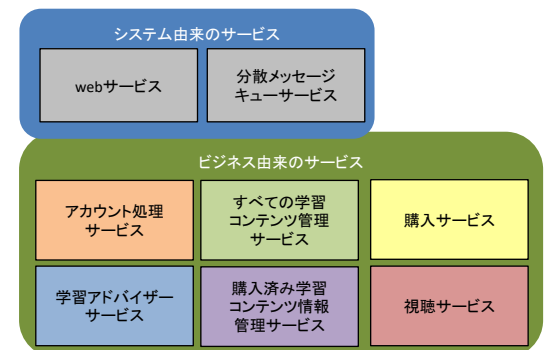 システム由来のサービス
webサービス
分散メッセージ
キューサービス
ビジネス由来のサービス
アカウント処理
サービス
すべての学習
コンテンツ管理
サービス
購入サービス
学習アドバイザー
サービス
購入済み学習
コンテンツ情報
管理サービス
視聴サービス